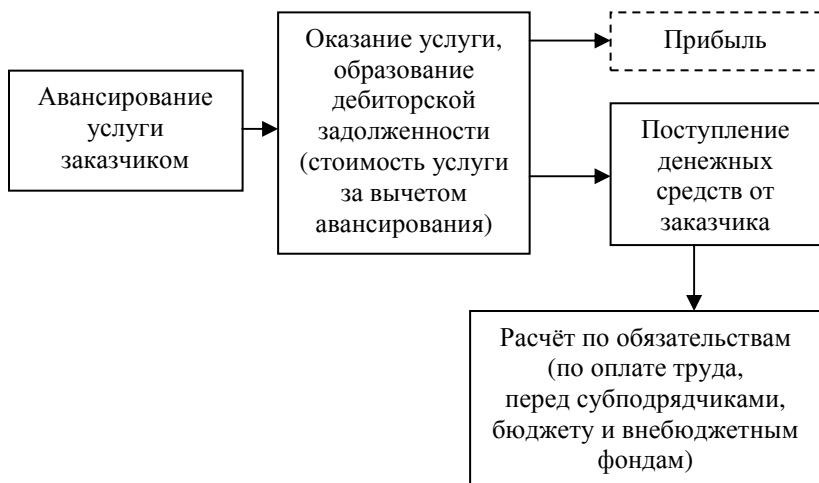 Авансирование
услуги
заказчиком
Оказание услуги,
образование
дебиторской
задолженности
(стоимость услуги
за вычетом
авансирования)
Прибыль
Поступление
денежных
средств от
заказчика
Расчёт по обязательствам
(по оплате труда,
перед субподрядчиками,
бюджету и внебюджетным
фондам)